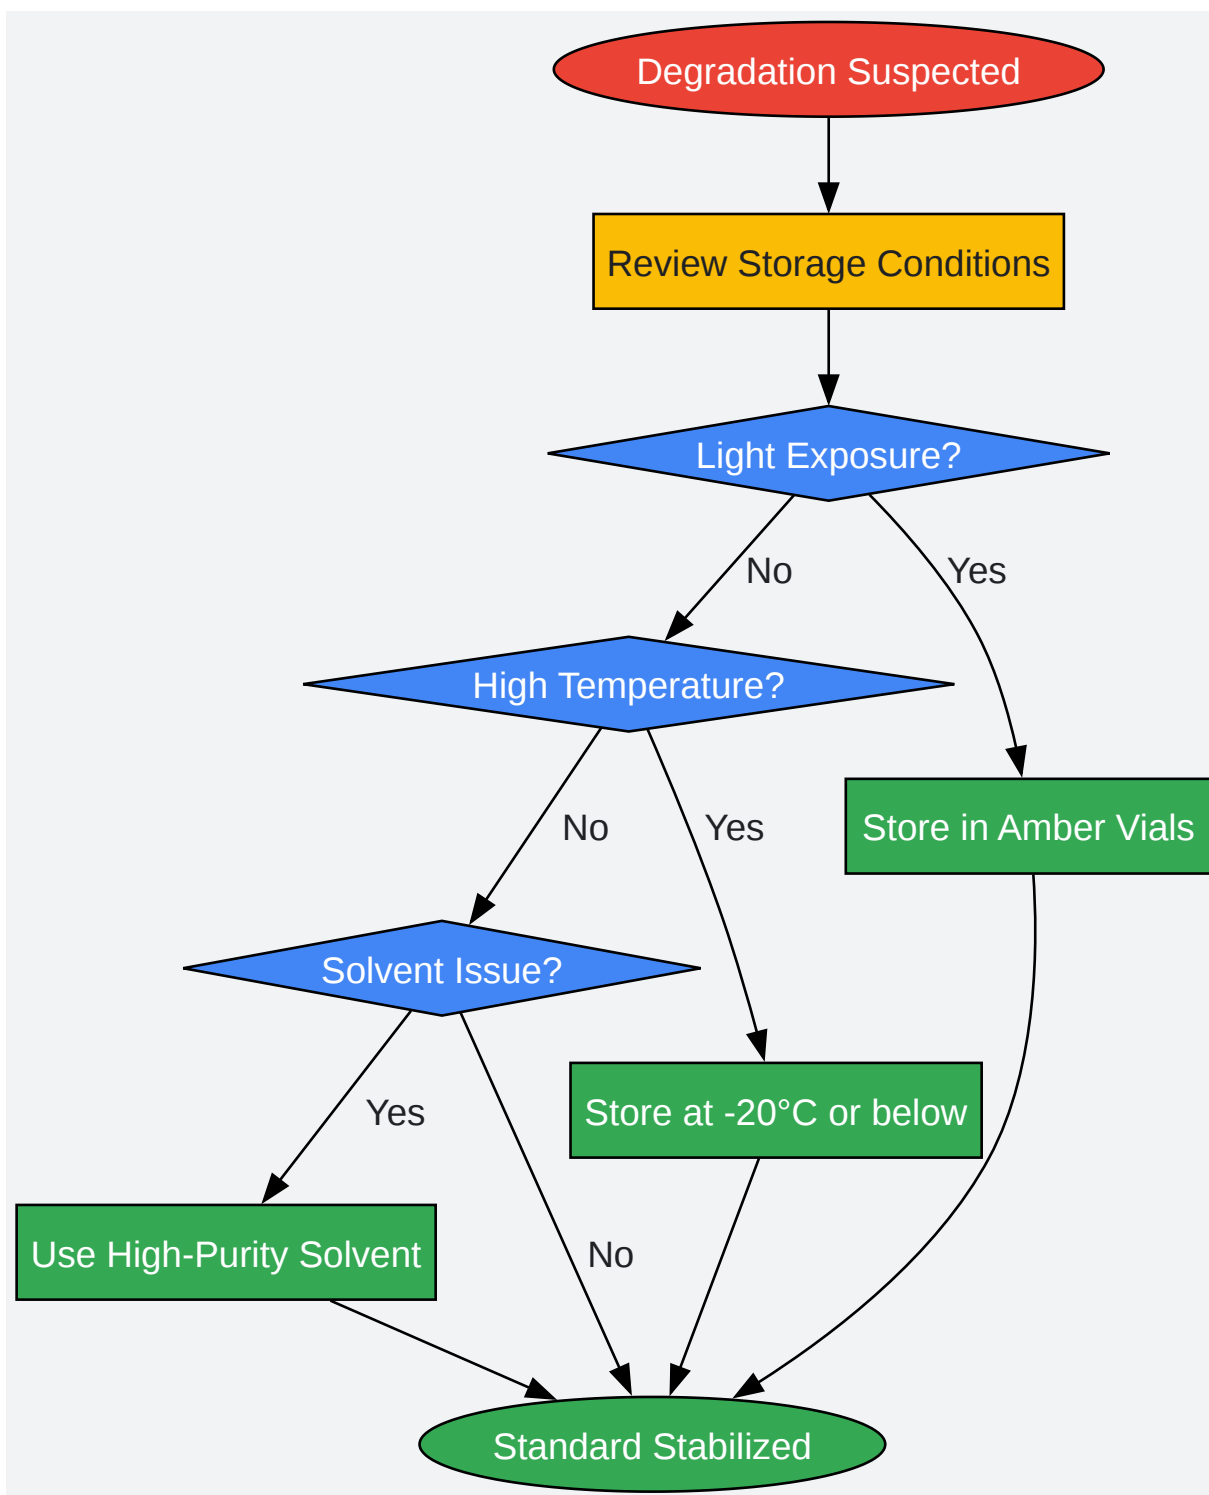 Degradation Suspected
Review Storage Conditions
Light Exposure?
No
Yes
High Temperature?
No
Yes
Store in Amber Vials
Solvent Issue?
Yes
Store at -20°C or below
Use High-Purity Solvent
No
Standard Stabilized